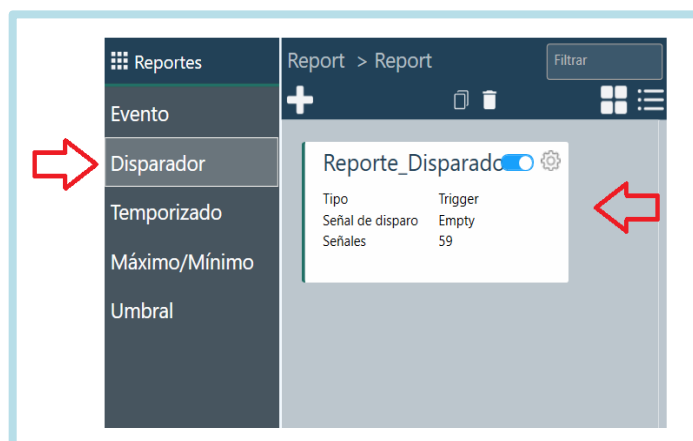 Reportes
Report > Report
Filtrar
Evento
Disparador
Temporizado
Máximo/Mínimo
Umbral
Reporte_Disparado
Tipo Trigger
Señal de disparo Empty
Señales 59